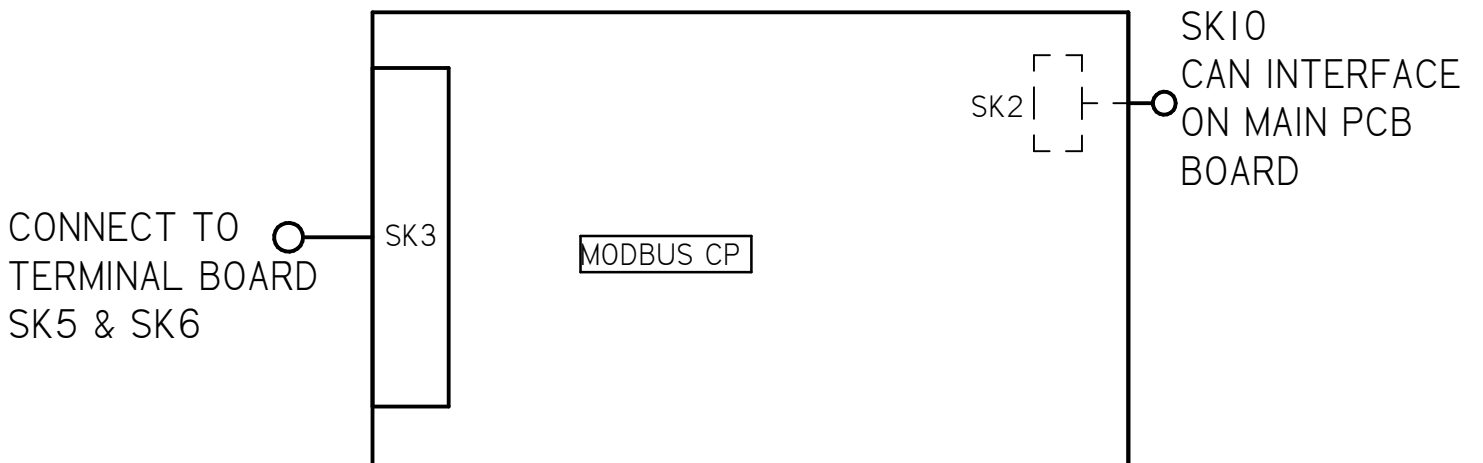 SK10
CAN INTERFACE
ON MAIN PCB
BOARD
SK2
CONNECT TO
TERMINAL BOARD
SK5 & SK6
SK3
MODBUS CP